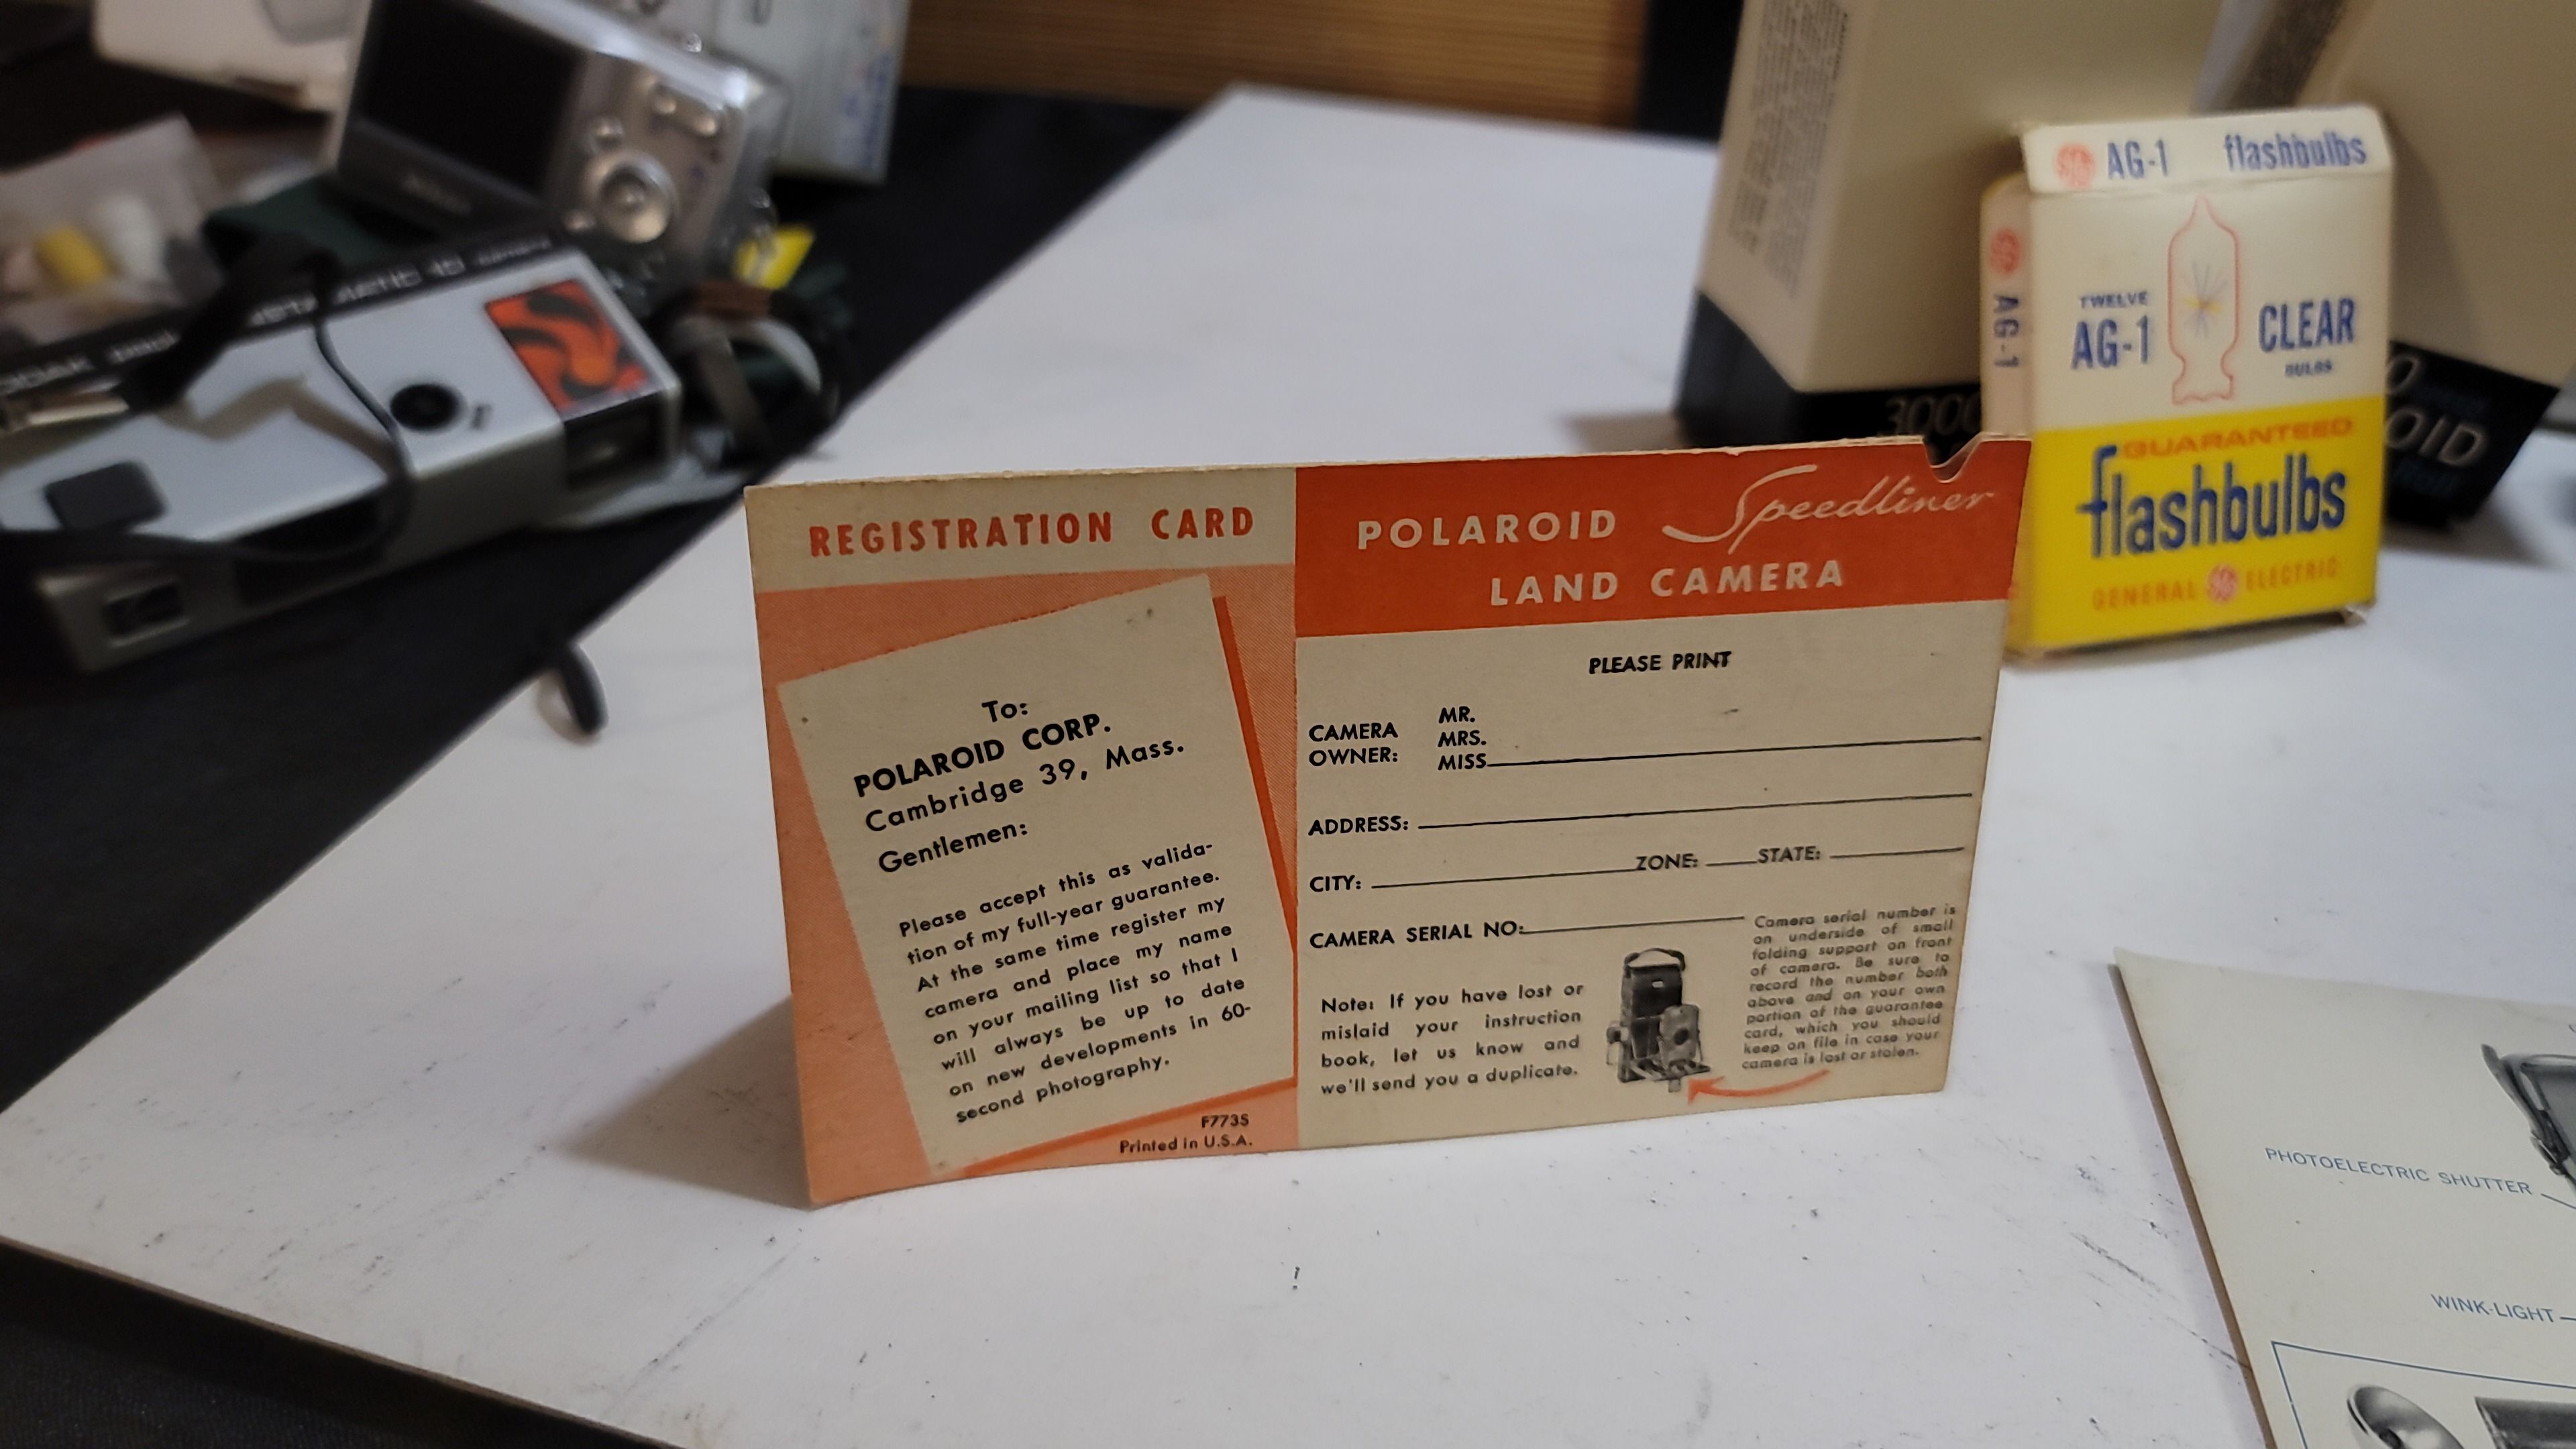 REGISTRATION CARD
To:
POLAROID CORP.
Cambridge 39, Mass.
Gentlemen:
Please accept this as valida-
tion of my full-year guarantee.
At the same time register my
camera and place my name
on your mailing list so that I
will always be up to date
on new developments in 60-
second photography.
F773S
Printed in U.S.A.
POLAROID Speedliner
LAND CAMERA
PLEASE PRINT
CAMERA OWNER:
MR.
MRS.
MISS
ADDRESS:
CITY: ZONE: STATE:
CAMERA SERIAL NO:
Note: If you have lost or
mislaid your instruction
book, let us know and
we'll send you a duplicate.
Camera serial number is
on underside of small
folding support on front
of camera. Be sure to
record the number both
above and on your own
portion of the guarantee
card, which you should
keep on file in case your
camera is lost or stolen.
AG-1 flashbulbs
AG-1
TWELVE
AG-1
CLEAR
BULBS
GUARANTEED
flashbulbs
GENERAL GE ELECTRIC
3000
OID
PHOTOELECTRIC SHUTTER
WINK-LIGHT